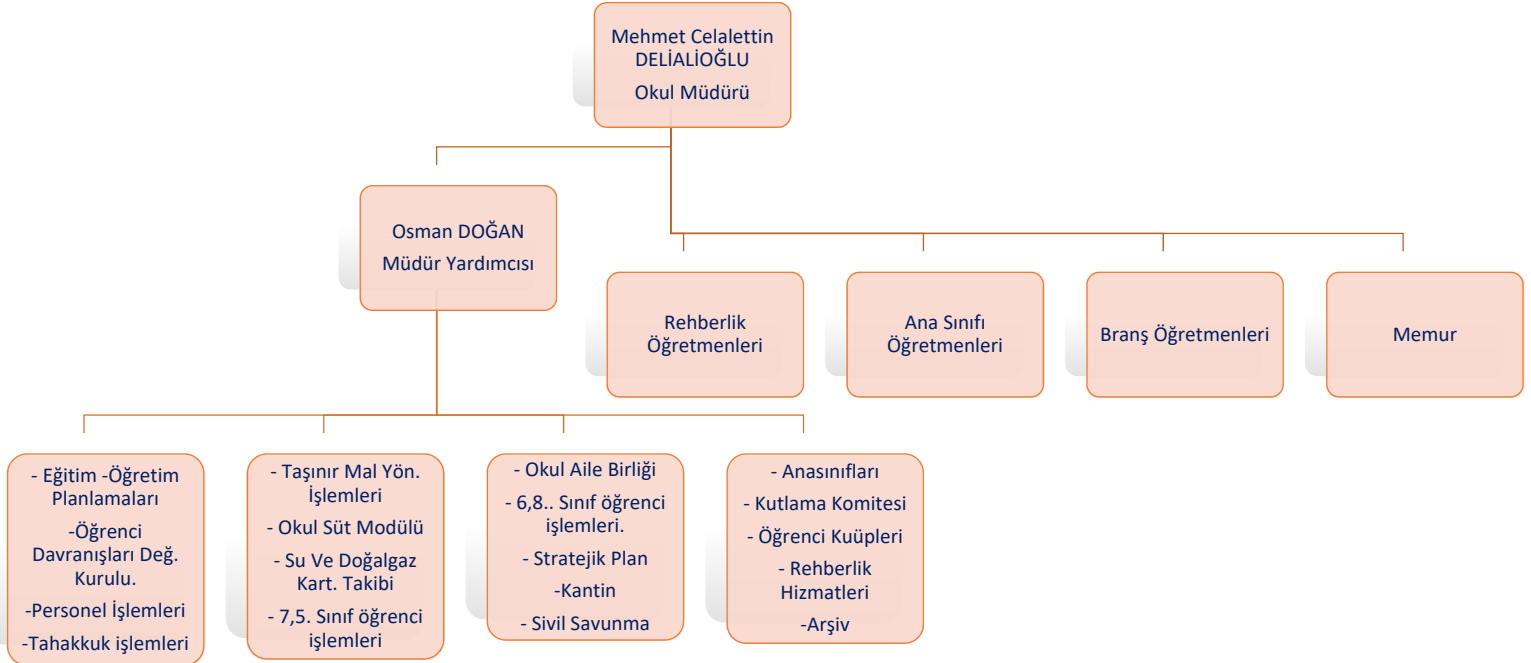 Mehmet Celalettin
DELİALİOĞLU
Okul Müdürü
Osman DOĞAN
Müdür Yardımcısı
Rehberlik
Öğretmenleri
Ana Sınıfı
Öğretmenleri
Branş Öğretmenleri
Memur
- Eğitim -Öğretim
Planlamaları
-Öğrenci
Davranışları Değ.
Kurulu.
-Personel İşlemleri
-Tahakkuk işlemleri
- Taşınır Mal Yön.
İşlemleri
- Okul Süt Modülü
- Su Ve Doğalgaz
Kart. Takibi
- 7,5. Sınıf öğrenci
işlemleri
- Okul Aile Birliği
- 6,8.. Sınıf öğrenci
işlemleri.
- Stratejik Plan
-Kantin
- Sivil Savunma
- Anasınıfları
- Kutlama Komitesi
- Öğrenci Kuüpleri
- Rehberlik
Hizmatleri
-Arşiv